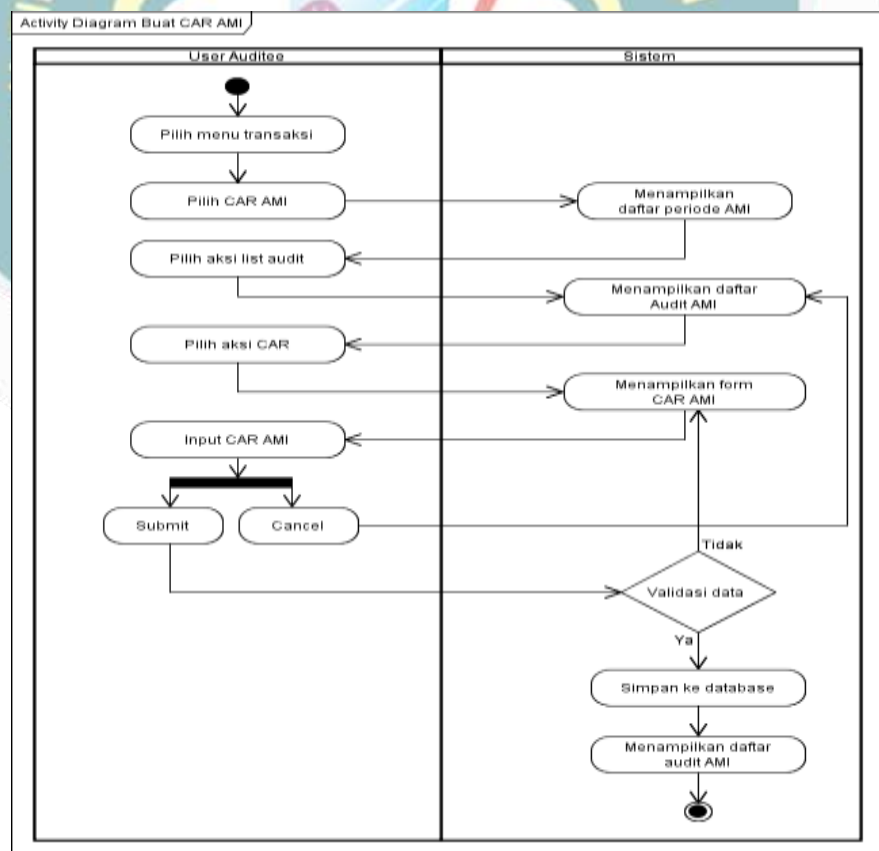 Activity Diagram Buat CAR AMI
User Auditee
Sistem
Pilih menu transaksi
Pilih CAR AMI
Menampilkan
daftar periode AMI
Pilih aksi list audit
Menampilkan daftar
Audit AMI
Pilih aksi CAR
Menampilkan form
CAR AMI
Input CAR AMI
Submit
Cancel
Tidak
Validasi data
Ya
Simpan ke database
Menampilkan daftar
audit AMI